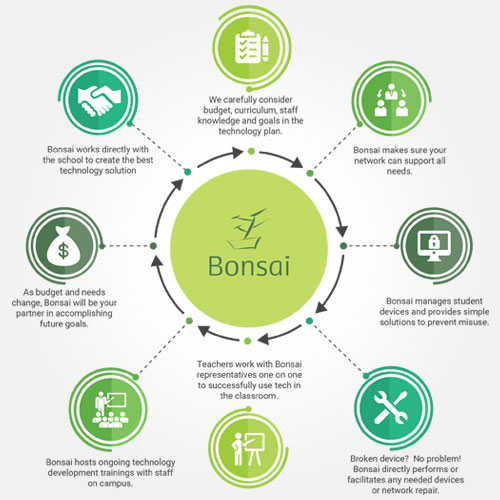 We carefully consider
budget, curriculum, staff
knowledge and goals in the
technology plan.
Bonsai works directly with
the school to create the best
technology solution
Bonsai makes sure your
network can support all
needs.
Bonsai
$
As budget and needs
change, Bonsai will be your
partner in accomplishing
future goals.
Bonsai manages student
devices and provides simple
solutions to prevent misuse.
Teachers work with Bonsai
representatives one on one
to successfully use tech in
the classroom.
Bonsai hosts ongoing technology
development trainings with staff
on campus.
Broken device?  No problem!
Bonsai directly performs or
facilitates any needed devices
or network repair.